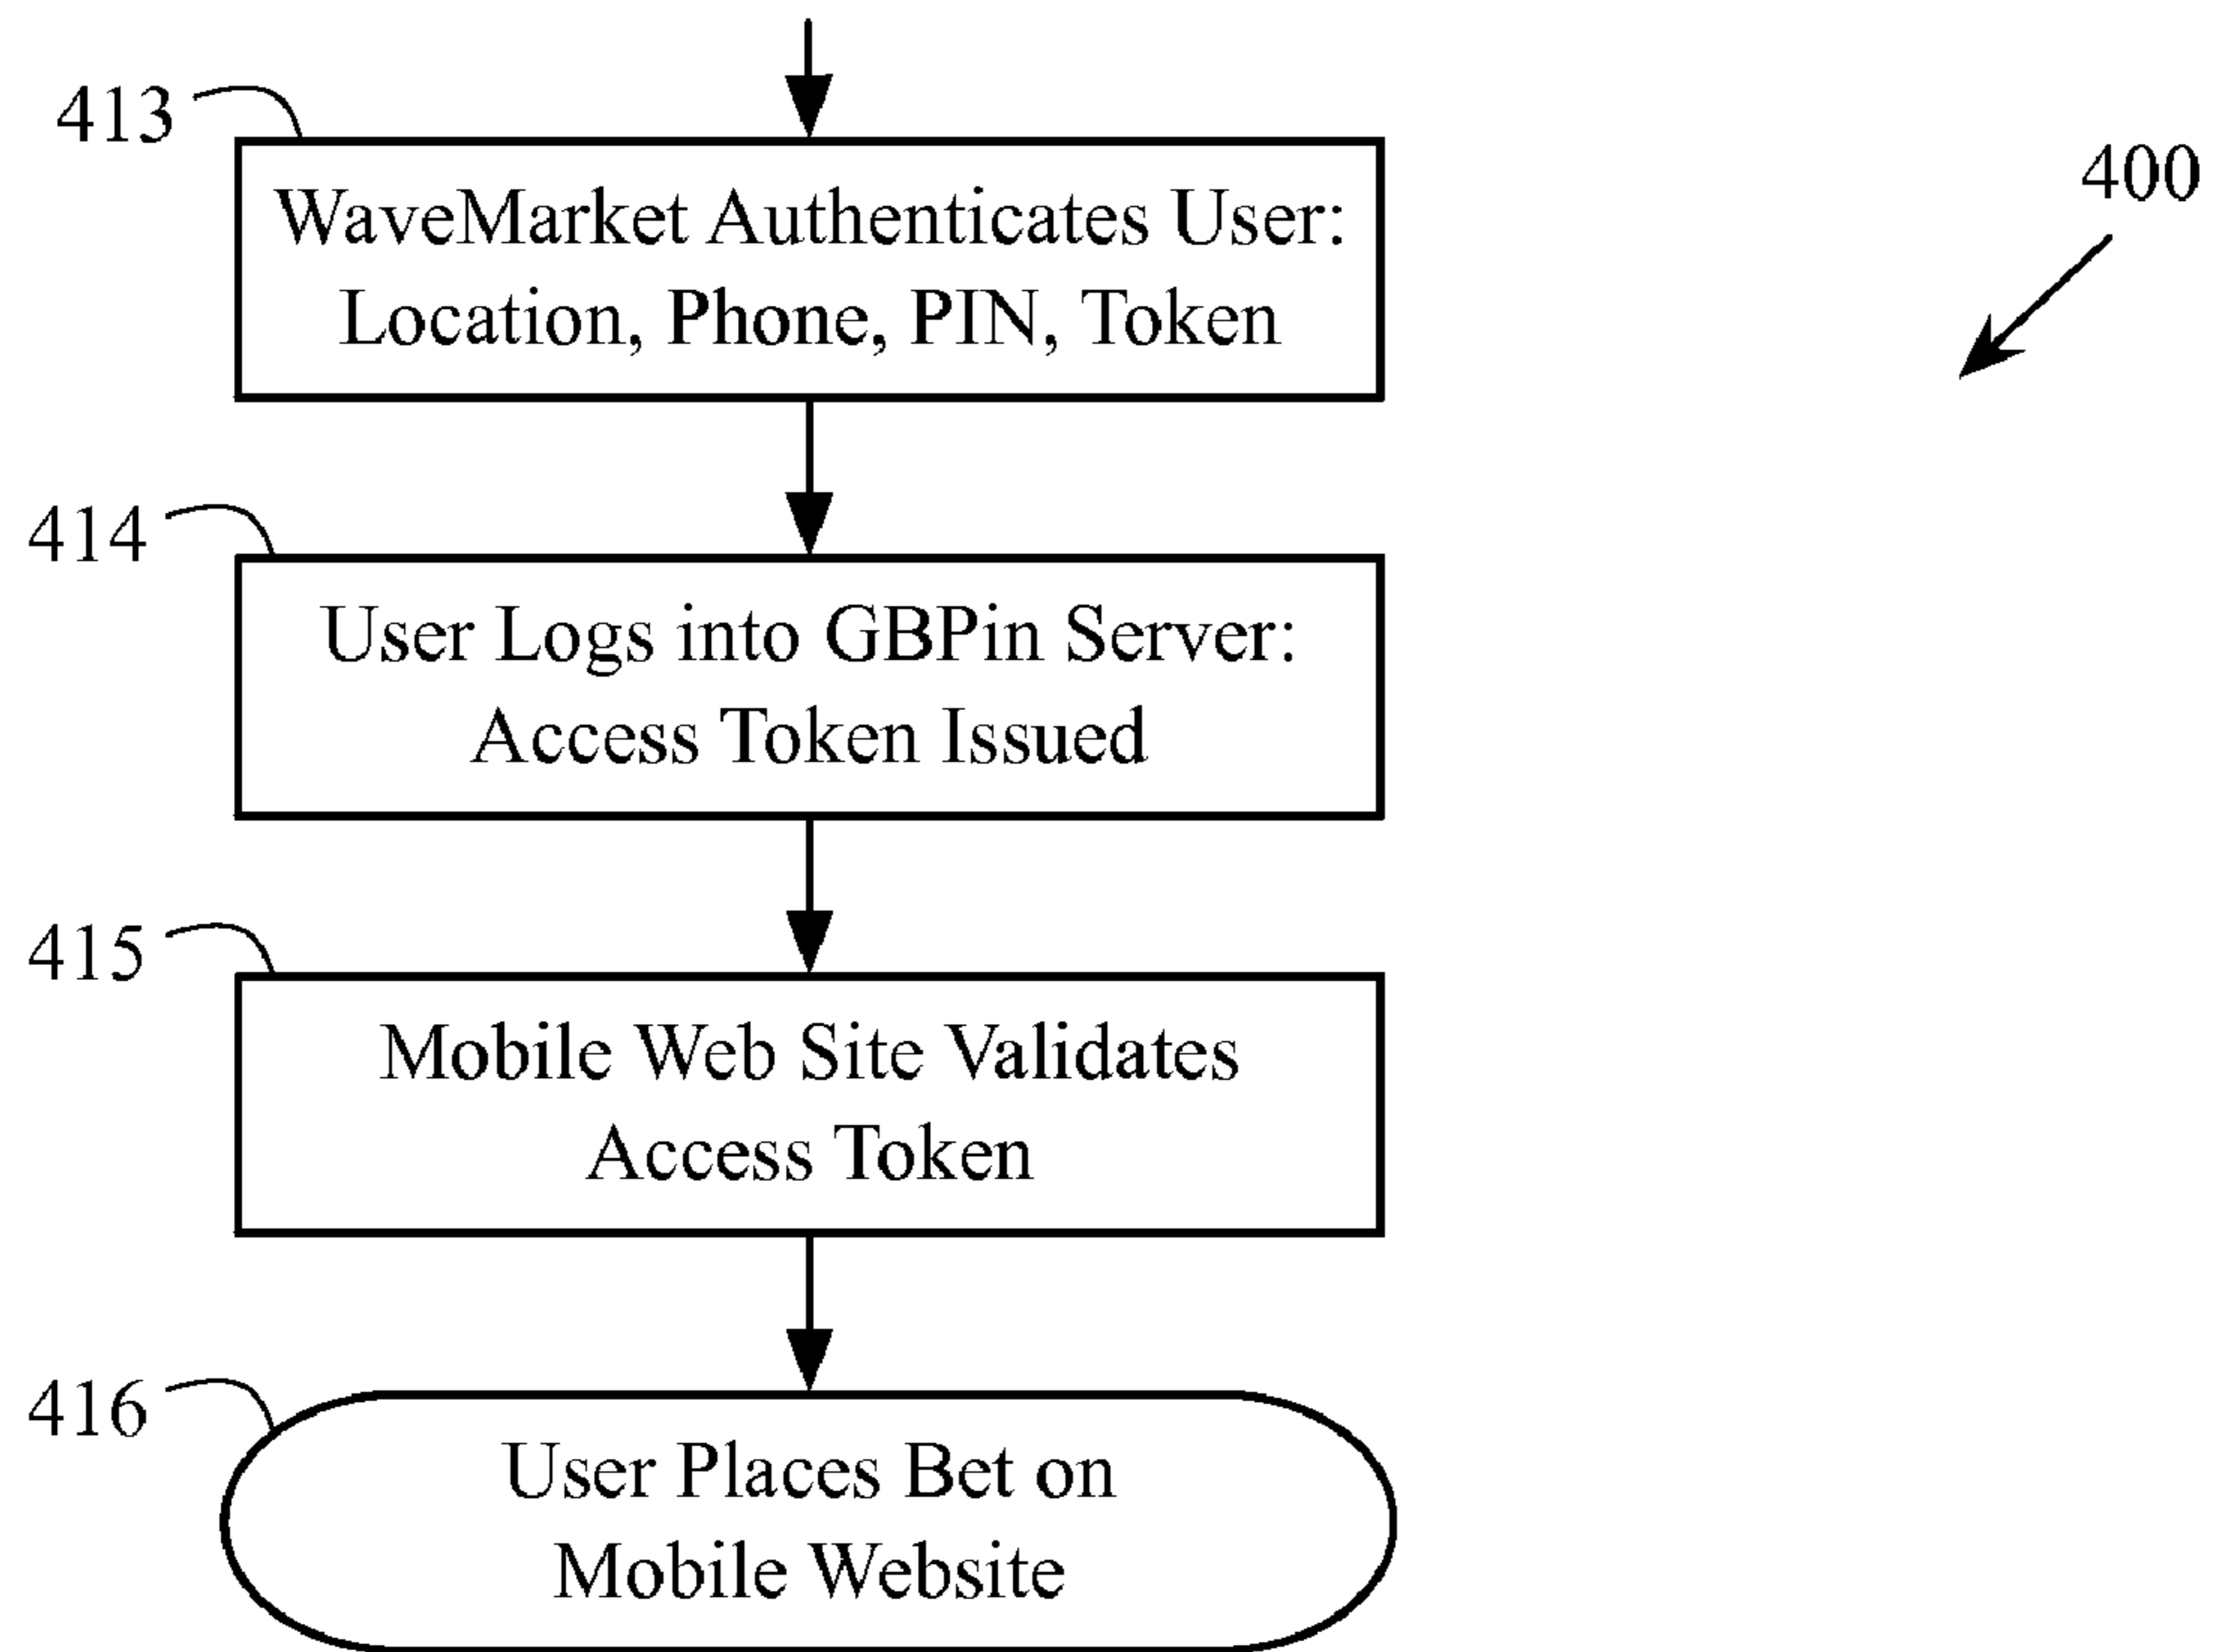 413
WaveMarket Authenticates User:
Location, Phone, PIN, Token
400
414
User Logs into GBPin Server:
Access Token Issued
415
Mobile Web Site Validates
Access Token
416
User Places Bet on
Mobile Website